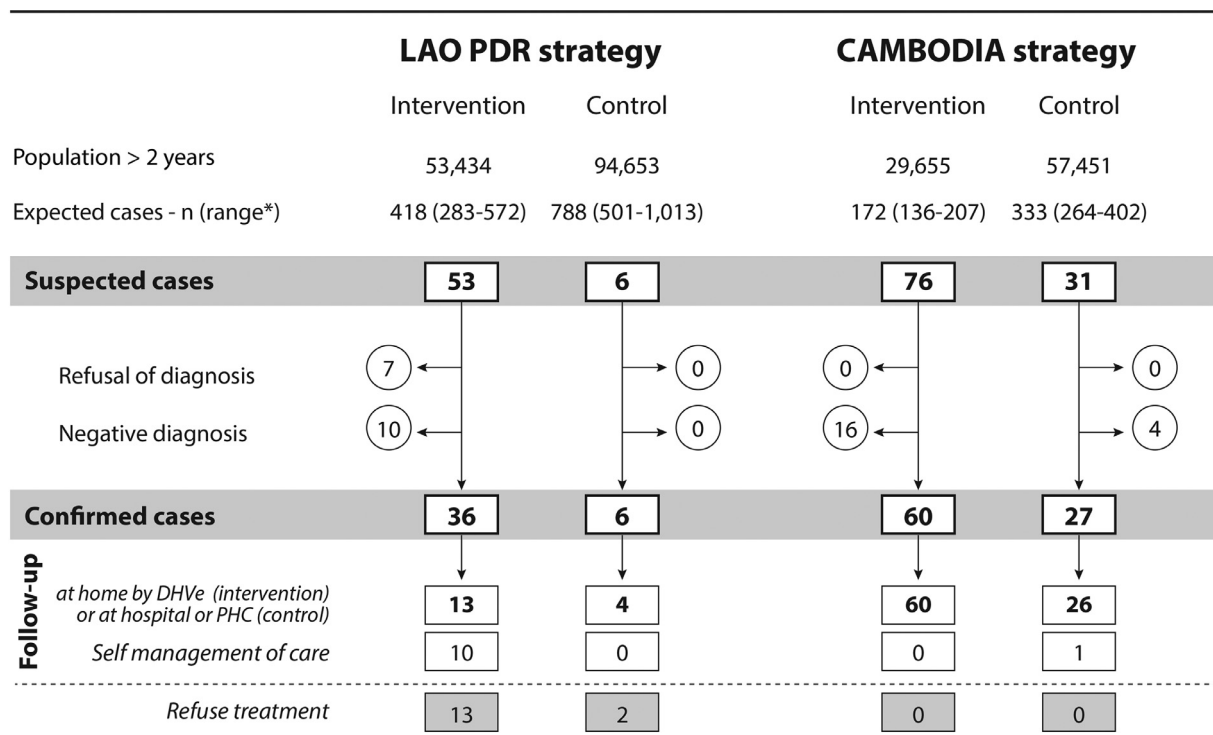 LAO PDR strategy CAMBODIA strategy
Intervention Control Intervention Control
Population > 2 years 53,434 94,653 29,655 57,451
Expected cases - n (range*) 418 (283-572) 788 (501-1,013) 172 (136-207) 333 (264-402)
Suspected cases 53 6 76 31
Refusal of diagnosis 7 0 0 0
Negative diagnosis 10 0 16 4
Confirmed cases 36 6 60 27
Follow-up
at home by DHVe (intervention)
or at hospital or PHC (control) 13 4 60 26
Self management of care 10 0 0 1
Refuse treatment 13 2 0 0